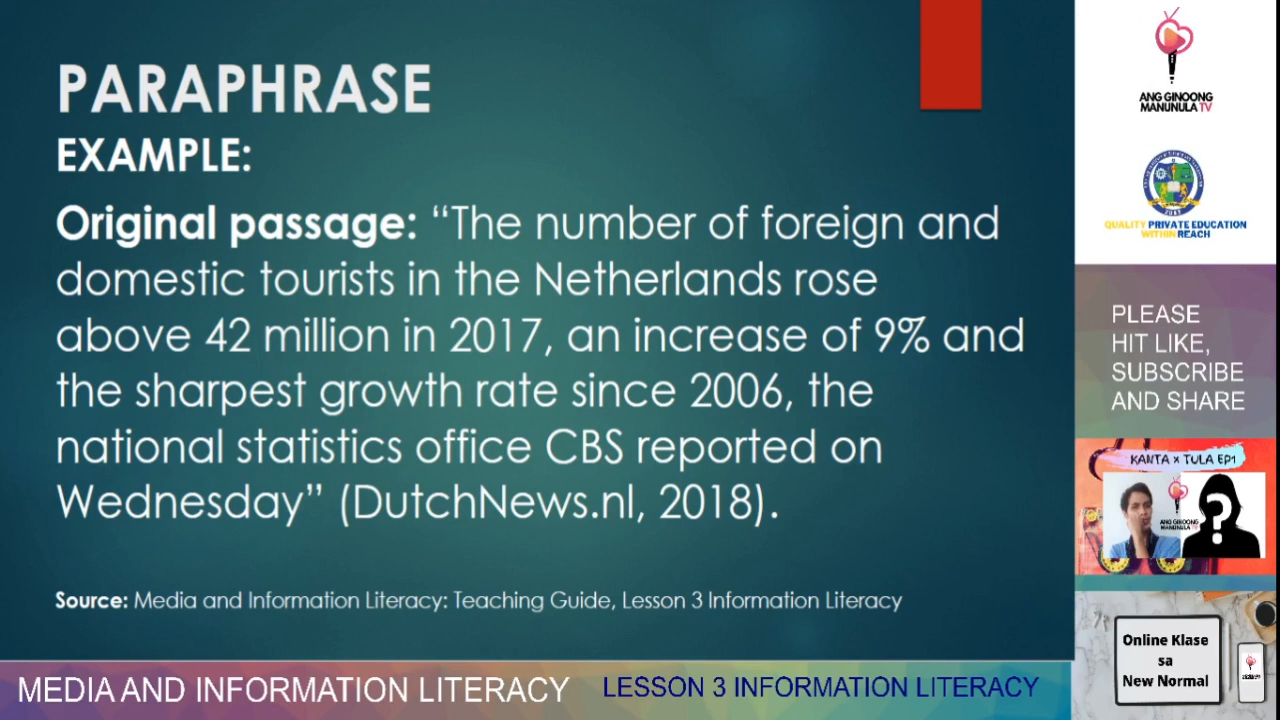 PARAPHRASE
EXAMPLE:
Original passage: “The number of foreign and
domestic tourists in the Netherlands rose
above 42 million in 2017, an increase of 9% and
the sharpest growth rate since 2006, the
national statistics office CBS reported on
Wednesday” (DutchNews.nl, 2018).
Source: Media and Information Literacy: Teaching Guide, Lesson 3 Information Literacy
MEDIA AND INFORMATION LITERACY
LESSON 3 INFORMATION LITERACY
ANG GINOONG
MANUNULA TV
QUALITY PRIVATE EDUCATION
WITHIN REACH
PLEASE
HIT LIKE,
SUBSCRIBE
AND SHARE
KANTA x TULA EP1
ANG GINOONG
MANUNULA TV
?
Online Klase
sa
New Normal